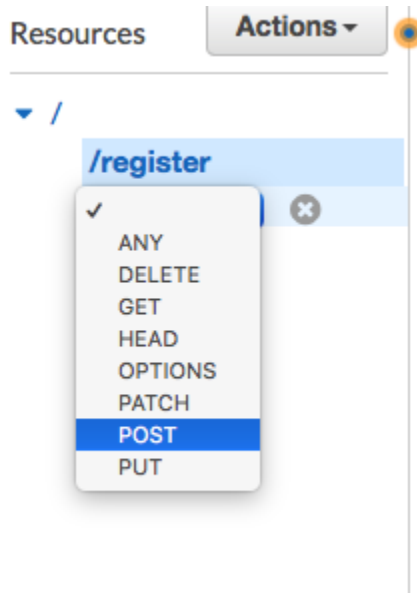 Resources
Actions
/
/register
ANY
DELETE
GET
HEAD
OPTIONS
PATCH
POST
PUT